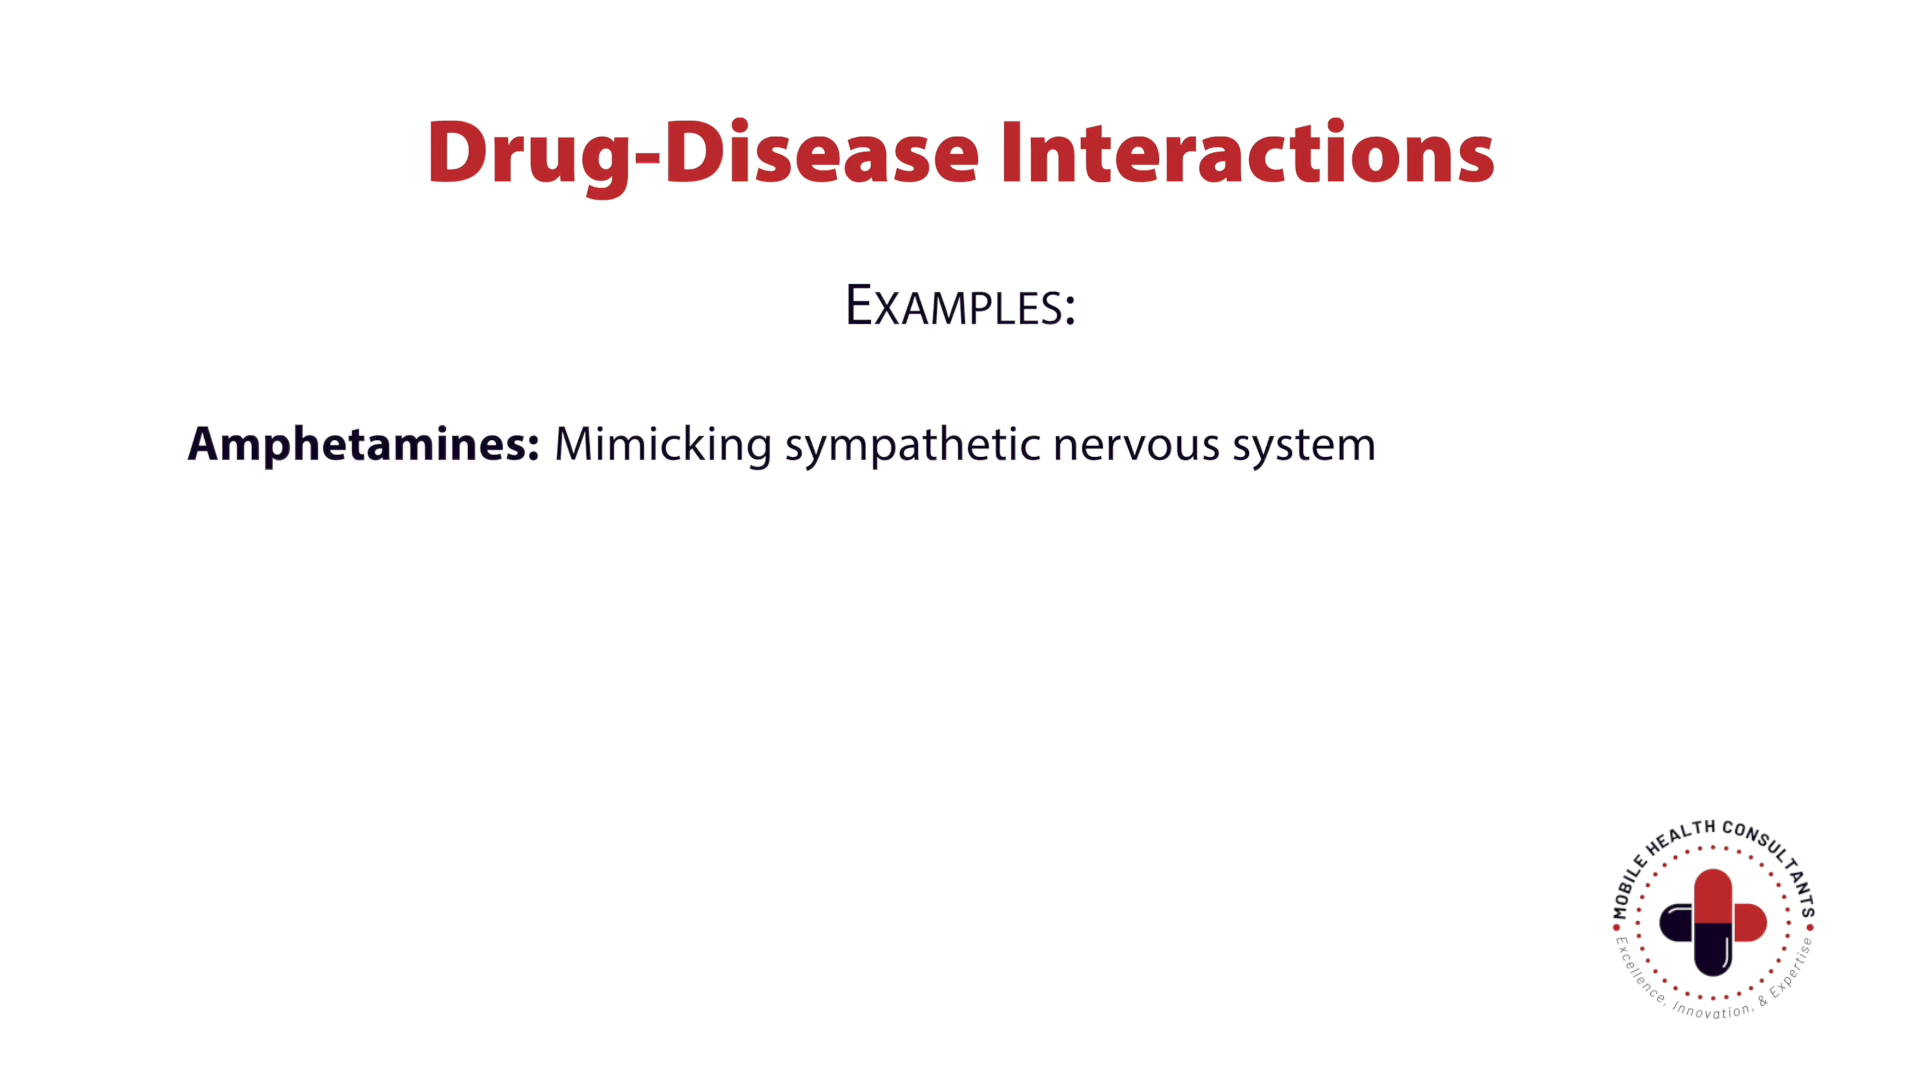 Drug-Disease Interactions
EXAMPLES:
Amphetamines: Mimicking sympathetic nervous system
MOBILE HEALTH CONSULTANTS
Excellence, Innovation, & Expertise